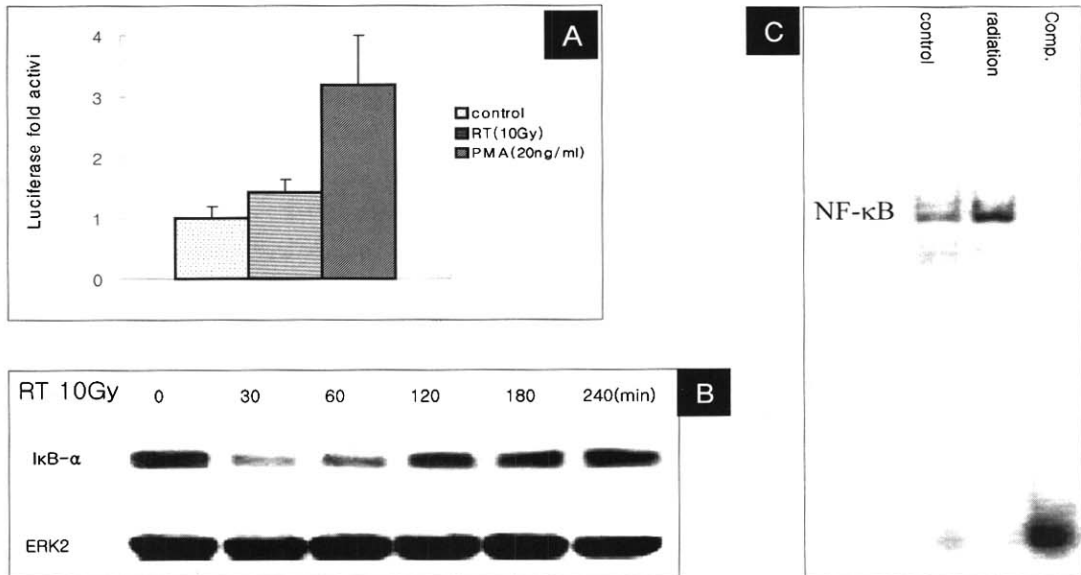 A
Luciferase fold activi
4
3
2
1
0
control
RT(10Gy)
PMA(20ng/ml)
RT 10Gy 0 30 60 120 180 240(min)
B
IκB-α
ERK2
C
control
radiation
Comp.
NF-κB